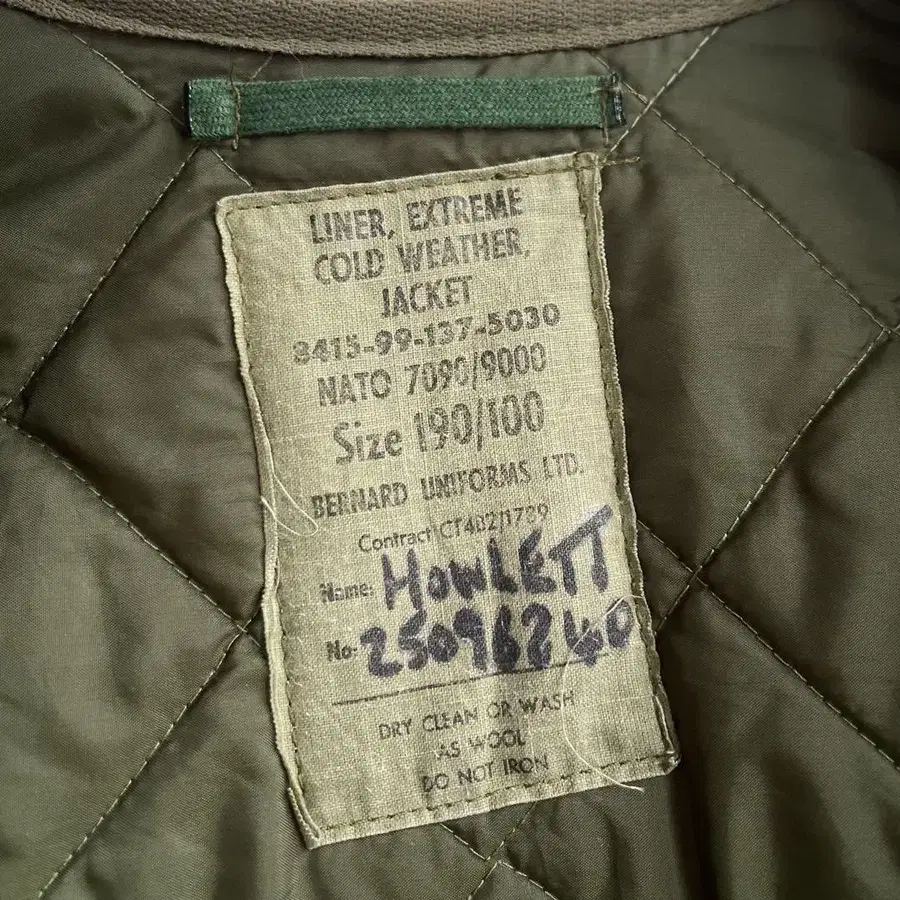 LINER, EXTREME
COLD WEATHER,
JACKET
8415-99-137-5030
NATO 7090/9000
Size 190/100
BERNARD UNIFORMS LTD.
Contract CT4B2/1789
Name: HOWLETT
No. 25096240
DRY CLEAN OR WASH
AS WOOL
DO NOT IRON